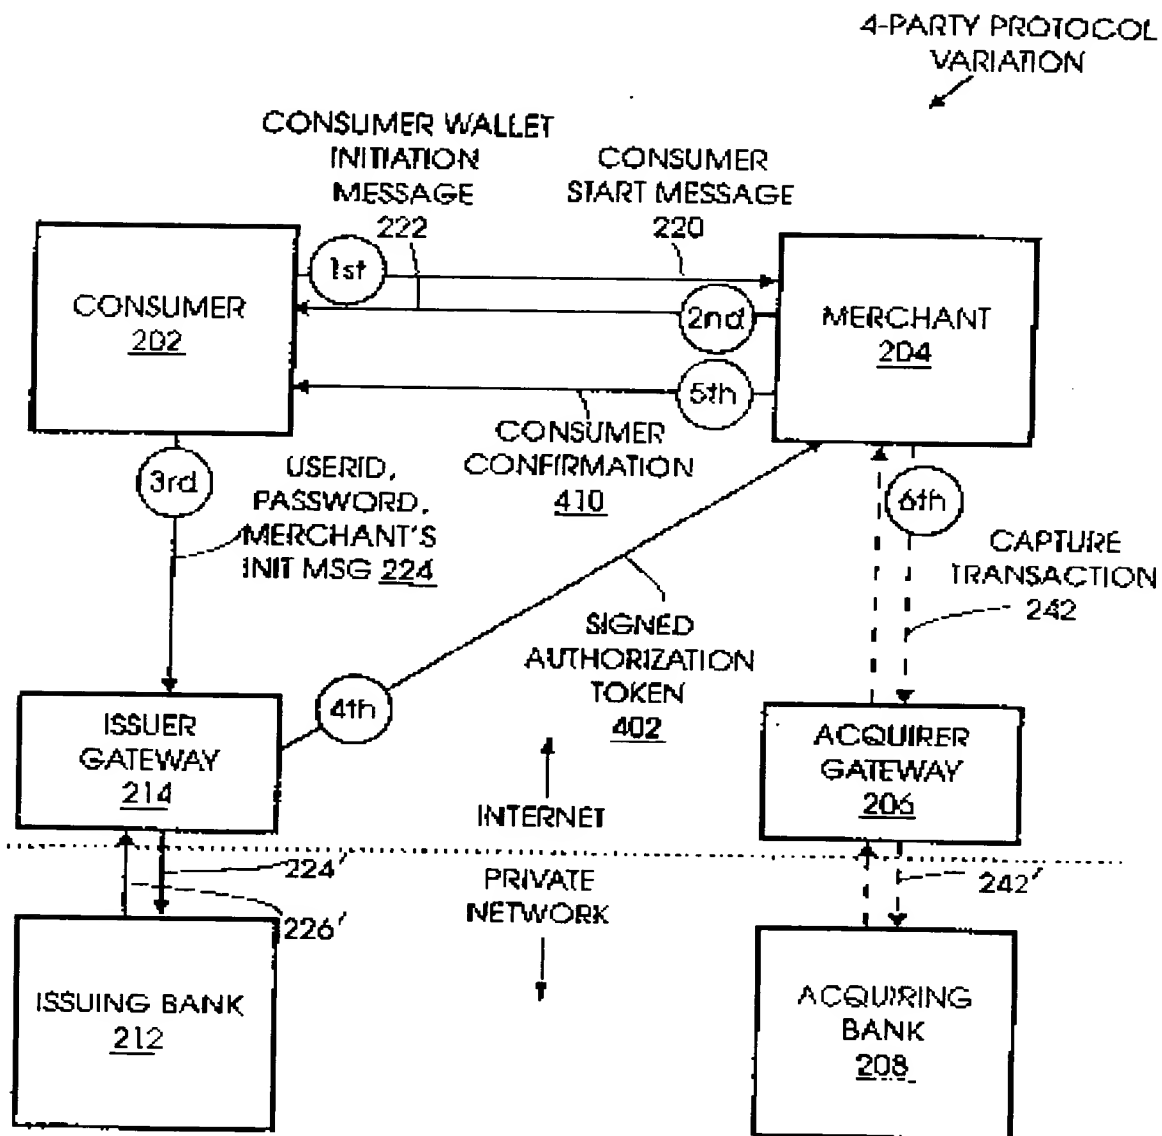 4-PARTY PROTOCOL
VARIATION
CONSUMER WALLET
INITIATION
MESSAGE
222
CONSUMER
START MESSAGE
220
1st
CONSUMER
202
2nd
MERCHANT
204
5th
CONSUMER
CONFIRMATION
410
3rd
USERID,
PASSWORD,
MERCHANT'S
INIT MSG 224
6th
CAPTURE
TRANSACTION
242
SIGNED
AUTHORIZATION
TOKEN
402
4th
ISSUER
GATEWAY
214
ACQUIRER
GATEWAY
206
INTERNET
224'
PRIVATE
NETWORK
242'
226'
ISSUING BANK
212
ACQUIRING
BANK
208